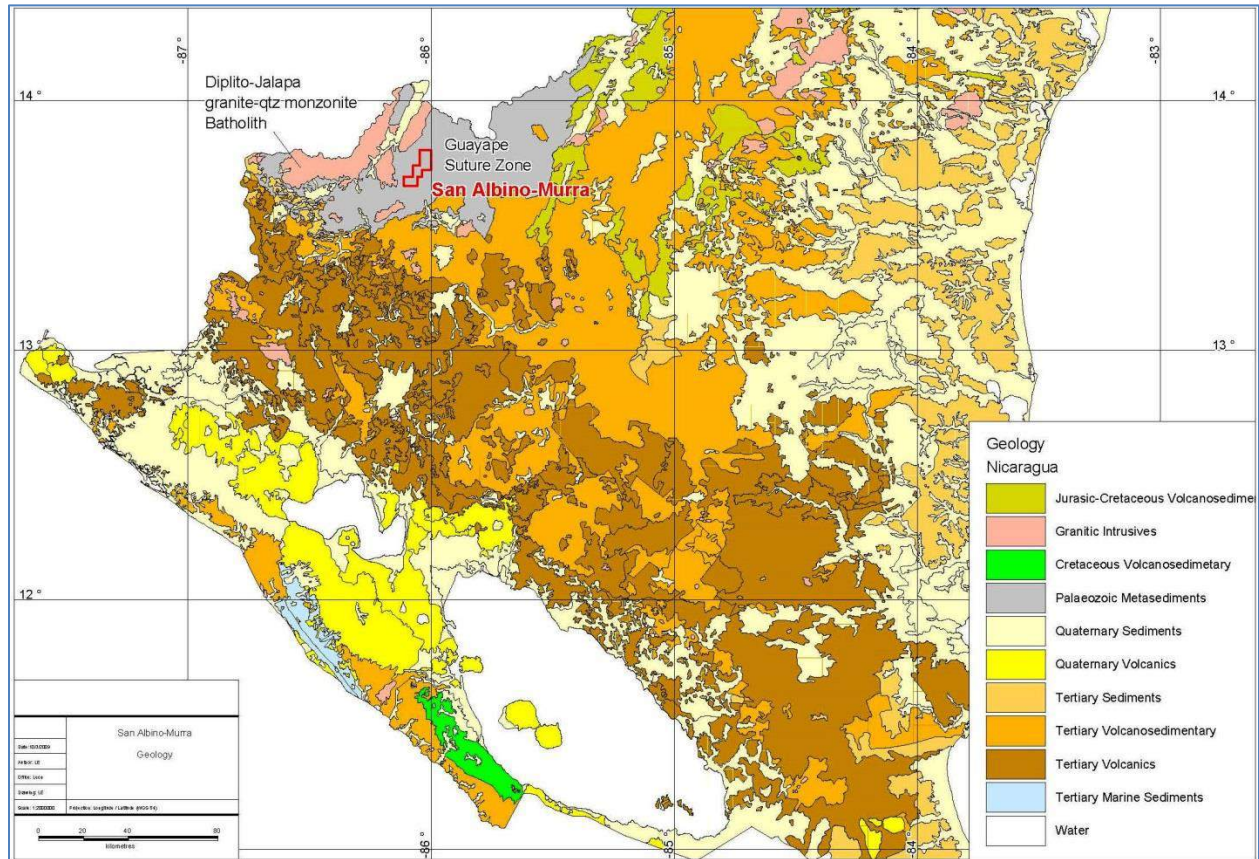 -87
-86
-85
-84
-83
Diplito-Jalapa
granite-qtz monzonite
Batholith
14°
14°
Guayape
Suture Zone
San Albino-Murra
13°
13°
12°
Geology
Nicaragua
Jurasic-Cretaceous Volcanosedimen
Granitic Intrusives
Cretaceous Volcanosedimetary
Palaeozoic Metasediments
Quaternary Sediments
Quaternary Volcanics
Tertiary Sediments
Tertiary Volcanosedimentary
Tertiary Volcanics
Tertiary Marine Sediments
Water
San Albino-Murra
Geology
0 20 40 80
kilometres
-86
-85
-84